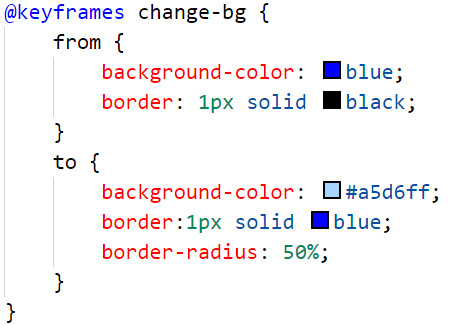 @keyframes change-bg {
    from {
        background-color: blue;
        border: 1px solid black;
    }
    to {
        background-color: #a5d6ff;
        border:1px solid blue;
        border-radius: 50%;
    }
}